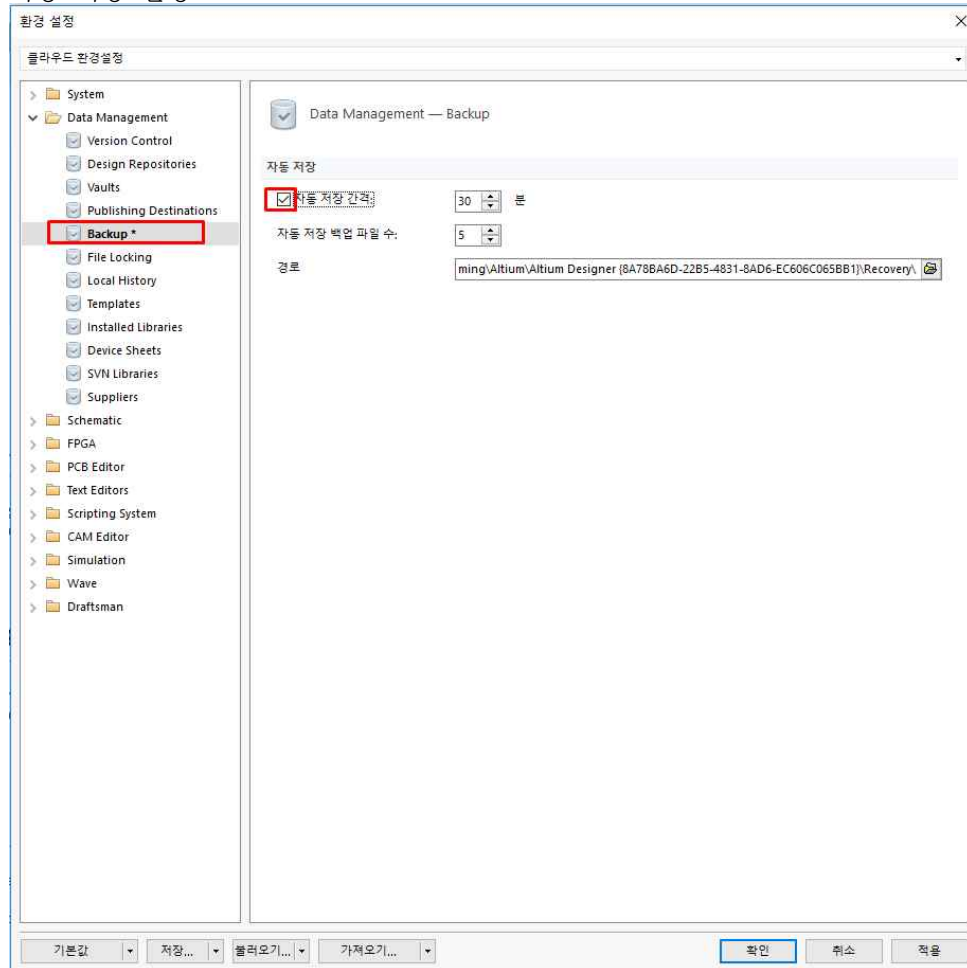 환경 설정
클라우드 환경설정
System
Data Management
Version Control
Design Repositories
Vaults
Publishing Destinations
Backup *
File Locking
Local History
Templates
Installed Libraries
Device Sheets
SVN Libraries
Suppliers
Schematic
FPGA
PCB Editor
Text Editors
Scripting System
CAM Editor
Simulation
Wave
Draftsman
Data Management — Backup
자동 저장
자동 저장 간격: 30 분
자동 저장 백업 파일 수: 5
경로 ming\Altium\Altium Designer {8A78BA6D-22B5-4831-8AD6-EC606C065BB1}\Recovery\
기본값 저장... 불러오기... 가져오기... 확인 취소 적용